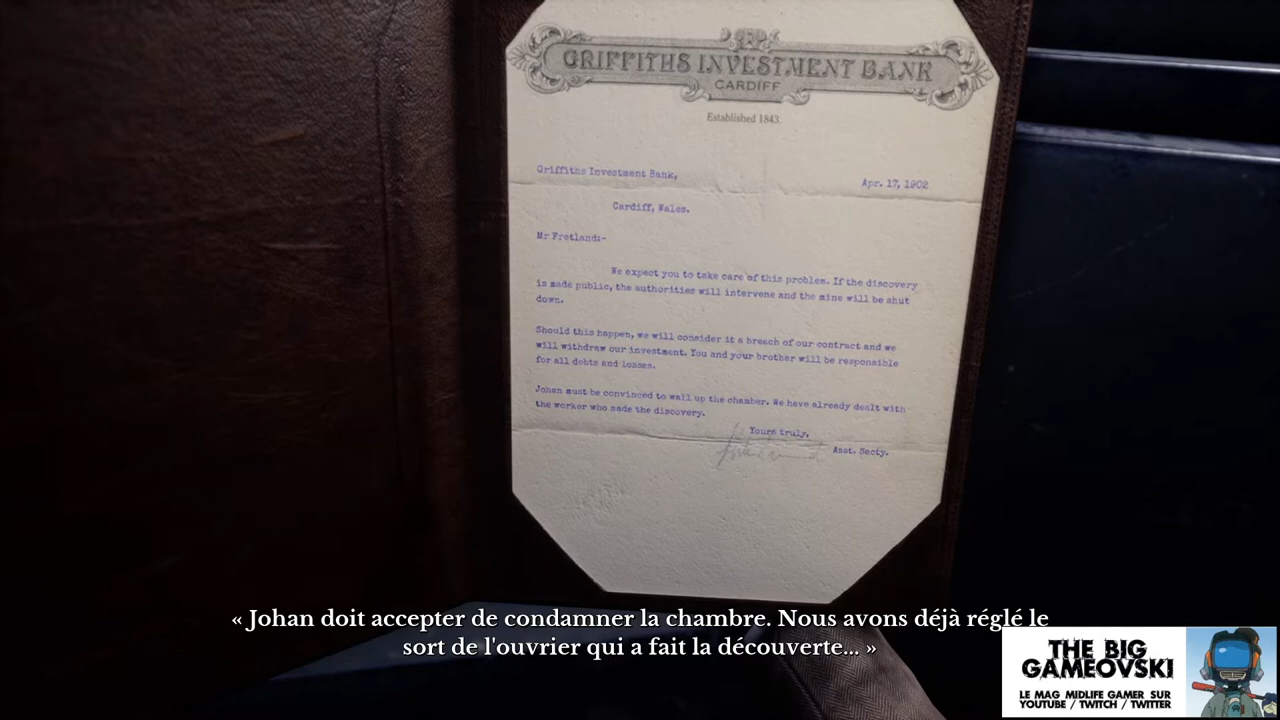 GRIFFITHS INVESTMENT BANK
CARDIFF
Established 1843.
Griffiths Investment Bank,
Apr. 17, 1902
Cardiff, Wales.
Mr Fretland:-
We expect you to take care of this problem. If the discovery
is made public, the authorities will intervene and the mine will be shut
down.
Should this happen, we will consider it a breach of our contract and we
will withdraw our investment. You and your brother will be responsible
for all debts and losses.
Johan must be convinced to wall up the chamber. We have already dealt with
the worker who made the discovery.
Yours truly,
Asst. Secty.
« Johan doit accepter de condamner la chambre. Nous avons déjà réglé le
sort de l'ouvrier qui a fait la découverte... »
THE BIG
GAMEOVSKI
LE MAG MIDLIFE GAMER SUR
YOUTUBE / TWITCH / TWITTER